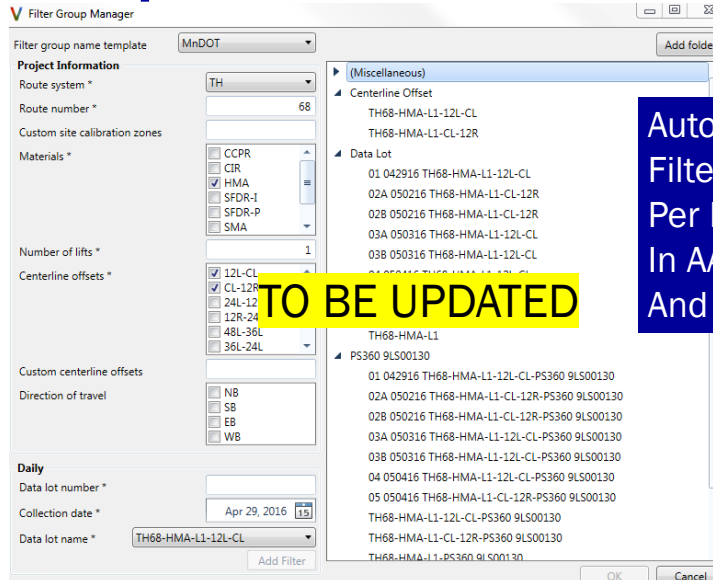 Filter Group Manager
Filter group name template MnDOT
Add folde
Project Information
Route system * TH
Route number * 68
Custom site calibration zones
Materials *
CCPR
CIR
HMA
SFDR-I
SFDR-P
SMA
Number of lifts * 1
Centerline offsets *
12L-CL
CL-12R
24L-12
12R-24
48L-36L
36L-24L
Custom centerline offsets
Direction of travel
NB
SB
EB
WB
Daily
Data lot number *
Collection date * Apr 29, 2016 15
Data lot name * TH68-HMA-L1-12L-CL
Add Filter
(Miscellaneous)
Centerline Offset
TH68-HMA-L1-12L-CL
TH68-HMA-L1-CL-12R
Data Lot
01 042916 TH68-HMA-L1-12L-CL
02A 050216 TH68-HMA-L1-CL-12R
02B 050216 TH68-HMA-L1-CL-12R
03A 050316 TH68-HMA-L1-12L-CL
03B 050316 TH68-HMA-L1-12L-CL
TO BE UPDATED
TH68-HMA-L1
PS360 9LS00130
01 042916 TH68-HMA-L1-12L-CL-PS360 9LS00130
02A 050216 TH68-HMA-L1-CL-12R-PS360 9LS00130
02B 050216 TH68-HMA-L1-CL-12R-PS360 9LS00130
03A 050316 TH68-HMA-L1-12L-CL-PS360 9LS00130
03B 050316 TH68-HMA-L1-12L-CL-PS360 9LS00130
04 050416 TH68-HMA-L1-12L-CL-PS360 9LS00130
05 050416 TH68-HMA-L1-CL-12R-PS360 9LS00130
TH68-HMA-L1-12L-CL-PS360 9LS00130
TH68-HMA-L1-CL-12R-PS360 9LS00130
TH68-HMA-L1-PS360 9LS00130
OK Cancel
Auto
Filte
Per
In A
And